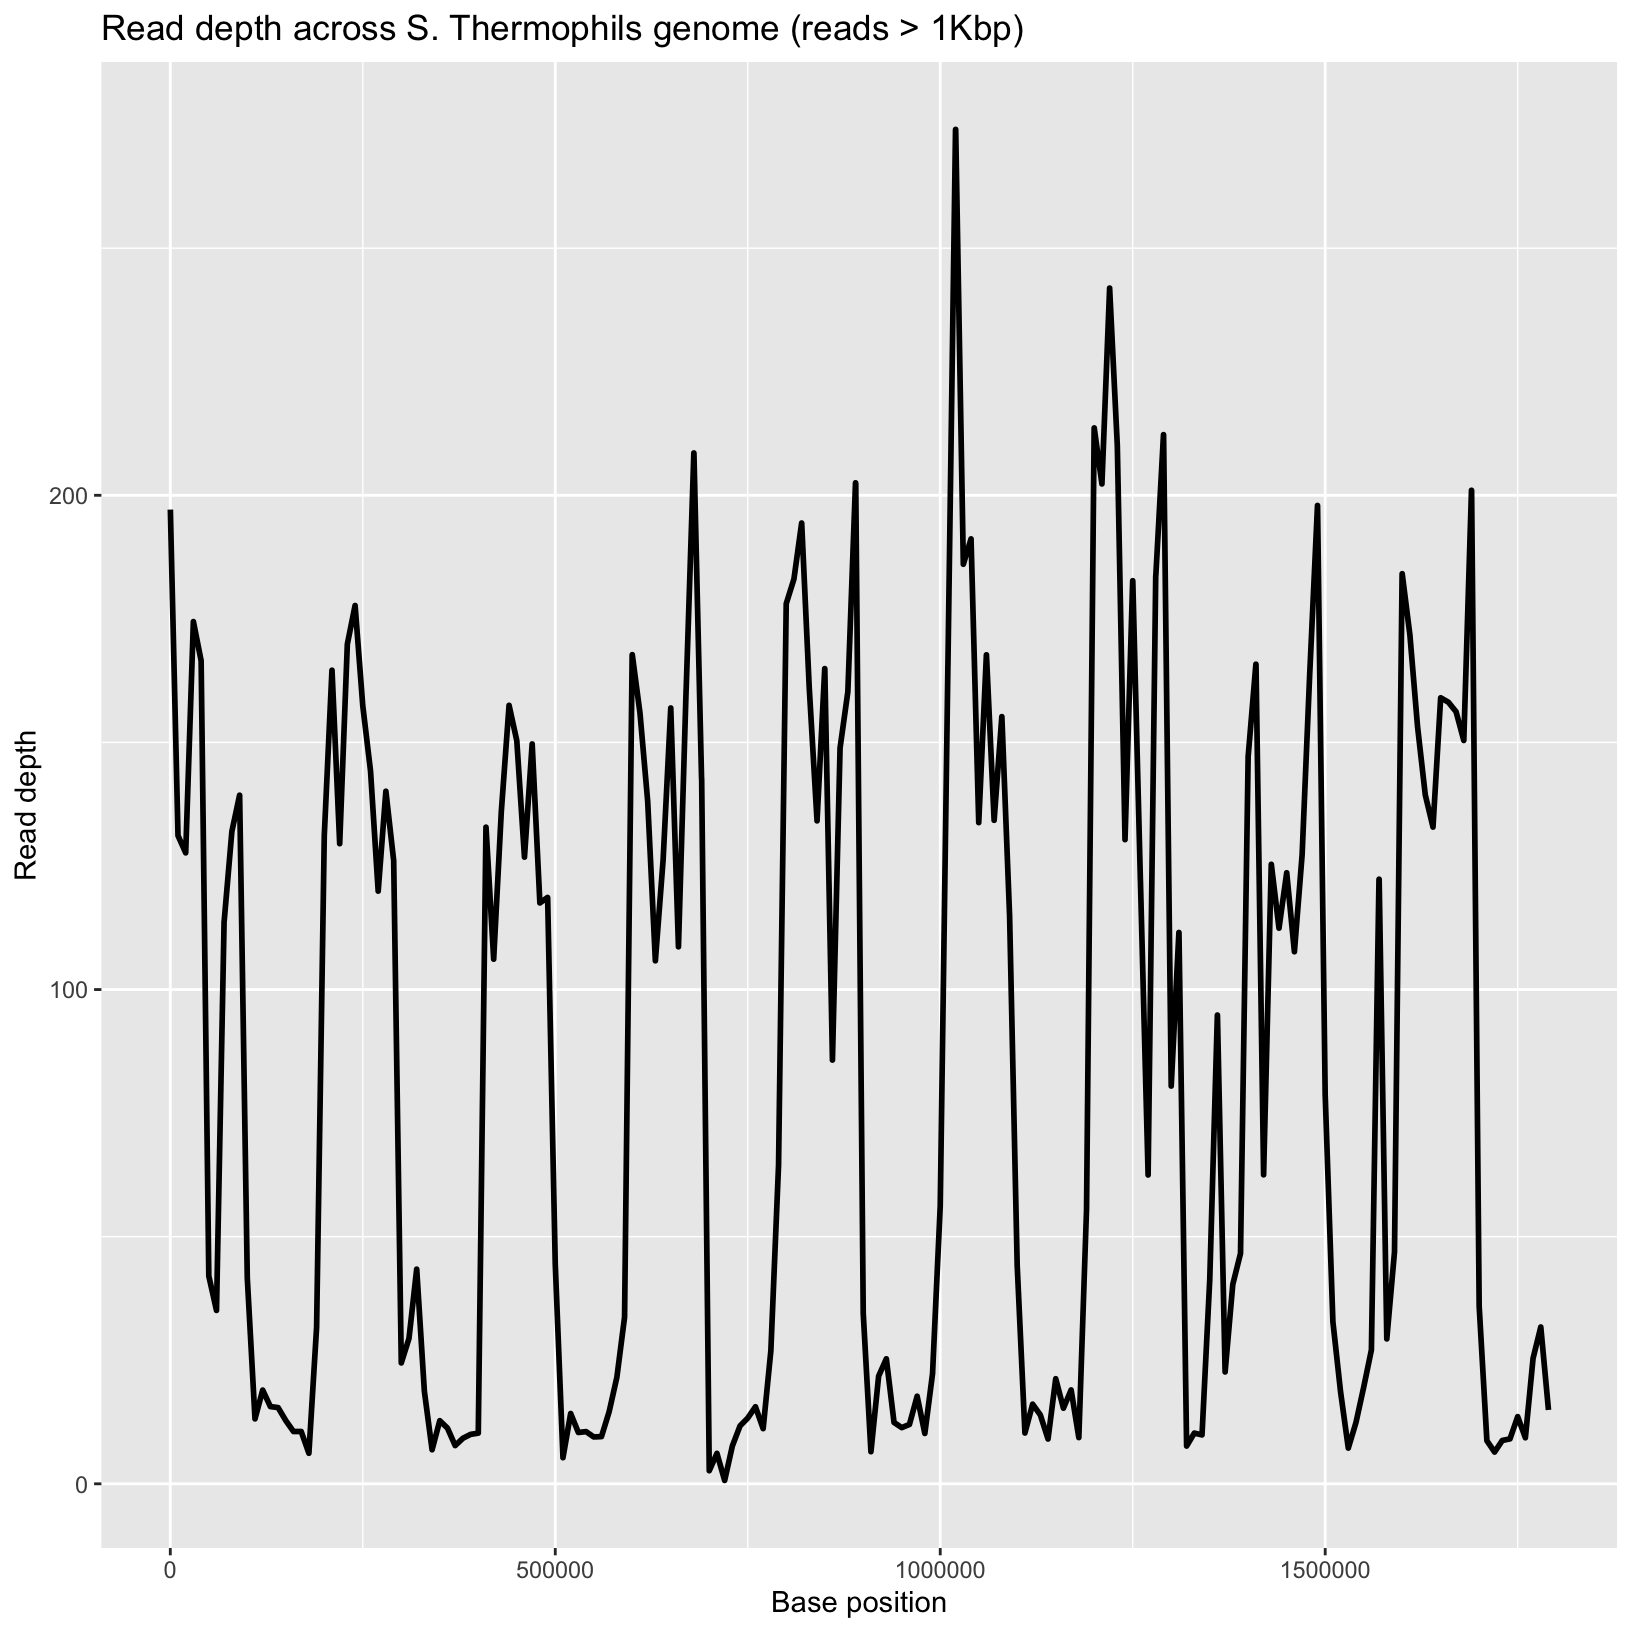 Read depth across S. Thermophils genome (reads > 1Kbp)
Read depth
200
100
0
0
500000
1000000
1500000
Base position